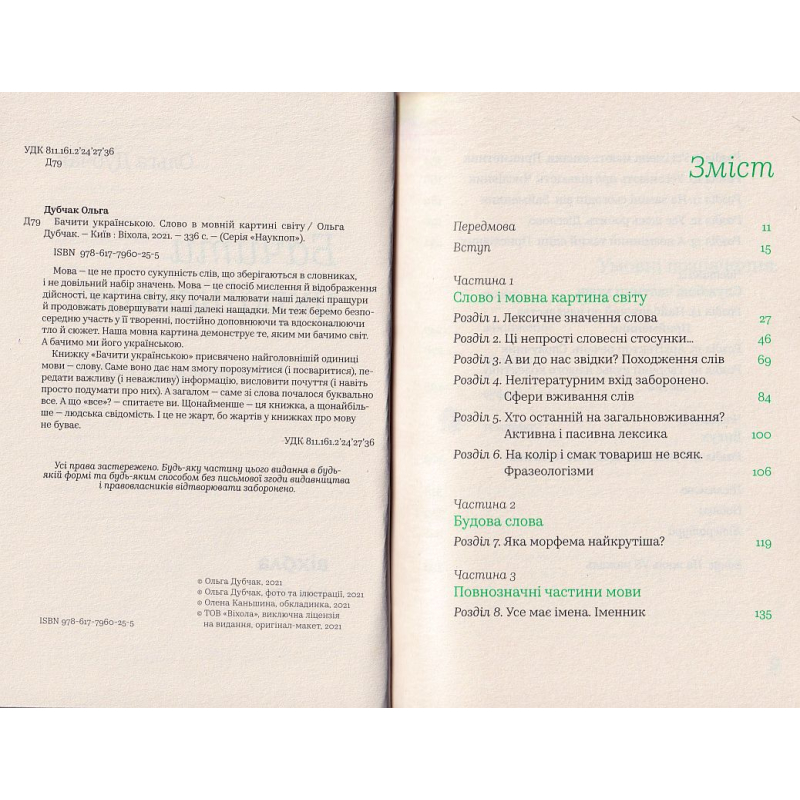 УДК 811.161.2'24'27'36
Д79
Дубчак Ольга
Д79 Бачити українською. Слово в мовній картині світу / Ольга
Дубчак. – Київ : Віхола, 2021. – 336 с. – (Серія «Наукпоп»).
ISBN 978-617-7960-25-5
Мова – це не просто сукупність слів, що зберігаються в словниках,
і не довільний набір значень. Мова – це спосіб мислення й відображення
дійсності, це картина світу, яку почали малювати наші далекі пращури
й продовжать довершувати наші далекі нащадки. Ми теж беремо безпо-
середню участь у її творенні, постійно доповнюючи та вдосконалюючи
тло й сюжет. Наша мовна картина демонструє те, яким ми бачимо світ.
А бачимо ми його українською.
Книжку «Бачити українською» присвячено найголовнішій одиниці
мови – слову. Саме воно дає нам змогу порозумітися (і посваритися), пе-
редати важливу (і неважливу) інформацію, висловити почуття (і навіть
просто подумати про них). А загалом – саме зі слова почалося буквально
все. А що «все»? – спитаєте ви. Щонайменше – ця книжка, а щонайбіль-
ше – людська свідомість. І це не жарт, бо жартів у книжках про мову
не буває.
УДК 811.161.2'24'27'36
Усі права застережено. Будь-яку частину цього видання в будь-
якій формі та будь-яким способом без письмової згоди видавництва
і правовласників відтворювати заборонено.
© Ольга Дубчак, 2021
© Ольга Дубчак, фото та ілюстрації, 2021
© Олена Каньшина, обкладинка, 2021
© ТОВ «Віхола», виключна ліцензія
на видання, оригінал-макет, 2021
ISBN 978-617-7960-25-5
Зміст
Передмова 11
Вступ 15
Частина 1
Слово і мовна картина світу
Розділ 1. Лексичне значення слова 27
Розділ 2. Ці непрості словесні стосунки... 46
Розділ 3. А ви до нас звідки? Походження слів 69
Розділ 4. Нелітературним вхід заборонено.
Сфери вживання слів 84
Розділ 5. Хто останній на загальновживання?
Активна і пасивна лексика 100
Розділ 6. На колір і смак товариш не всяк.
Фразеологізми 106
Частина 2
Будова слова
Розділ 7. Яка морфема найкрутіша? 119
Частина 3
Повнозначні частини мови
Розділ 8. Усе має імена. Іменник 135